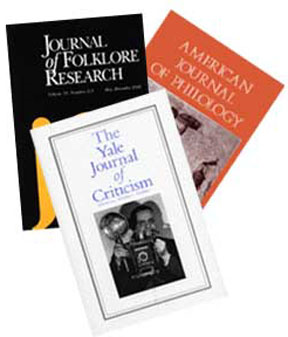 JOURNAL
of FOLKLORE
RESEARCH
AMERICAN
JOURNAL
OF PHILOLOGY
The
Yale
Journal
of
Criticism